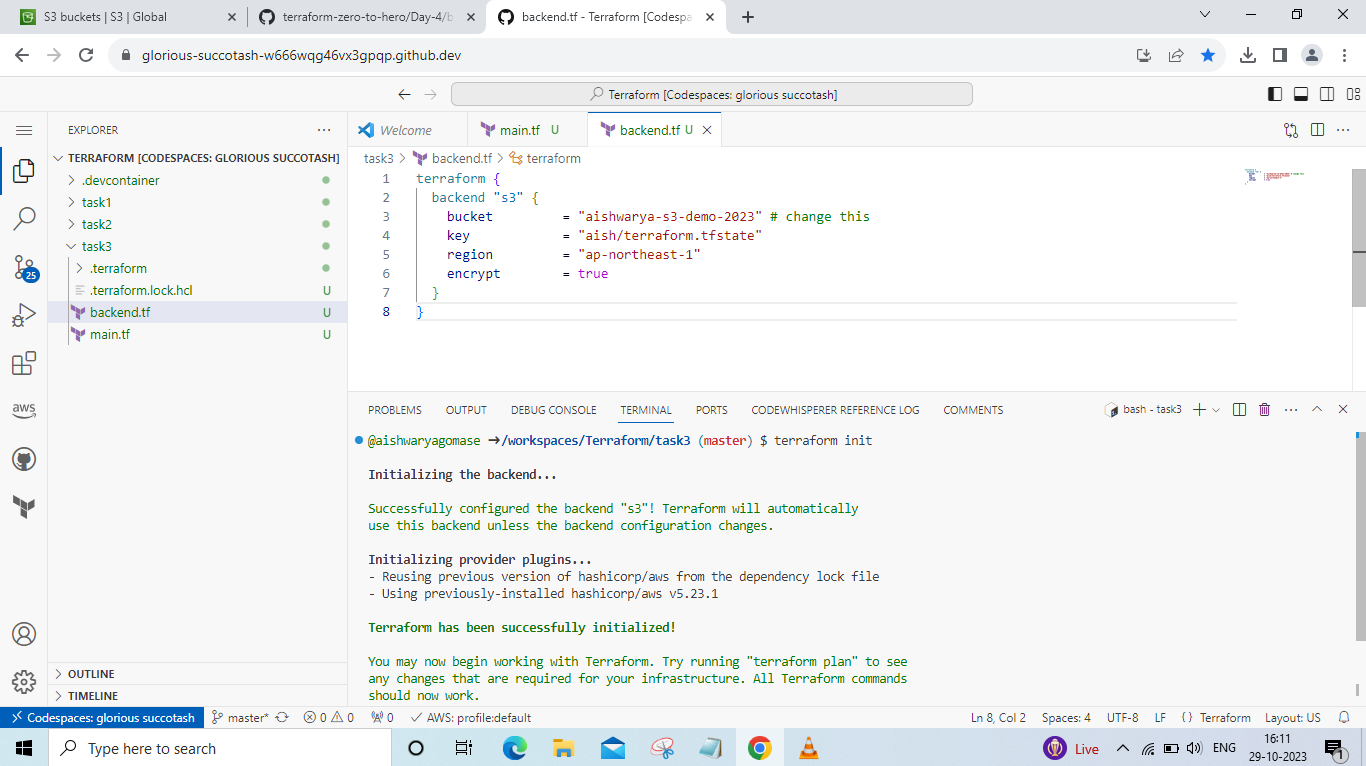 S3 buckets | S3 | Global
terraform-zero-to-hero/Day-4/b
backend.tf - Terraform [Codespa
glorious-succotash-w666wqg46vx3gpqp.github.dev
Terraform [Codespaces: glorious succotash]
EXPLORER
Welcome
main.tf U
backend.tf U
TERRAFORM [CODESPACES: GLORIOUS SUCCOTASH]
.devcontainer
task1
task2
task3
.terraform
.terraform.lock.hcl U
backend.tf U
main.tf U
25
aws
OUTLINE
TIMELINE
task3 > backend.tf > terraform
1 terraform {
2 backend "s3" {
3 bucket = "aishwarya-s3-demo-2023" # change this
4 key = "aish/terraform.tfstate"
5 region = "ap-northeast-1"
6 encrypt = true
7 }
8 }
PROBLEMS OUTPUT DEBUG CONSOLE TERMINAL PORTS CODEWHISPERER REFERENCE LOG COMMENTS
bash - task3
@aishwaryagomase →/workspaces/Terraform/task3 (master) $ terraform init
Initializing the backend...
Successfully configured the backend "s3"! Terraform will automatically
use this backend unless the backend configuration changes.
Initializing provider plugins...
- Reusing previous version of hashicorp/aws from the dependency lock file
- Using previously-installed hashicorp/aws v5.23.1
Terraform has been successfully initialized!
You may now begin working with Terraform. Try running "terraform plan" to see
any changes that are required for your infrastructure. All Terraform commands
should now work.
Codespaces: glorious succotash master* 0 0 0 AWS: profile:default
Ln 8, Col 2 Spaces: 4 UTF-8 LF {} Terraform Layout: US
Type here to search
Live
ENG
16:11
29-10-2023
1